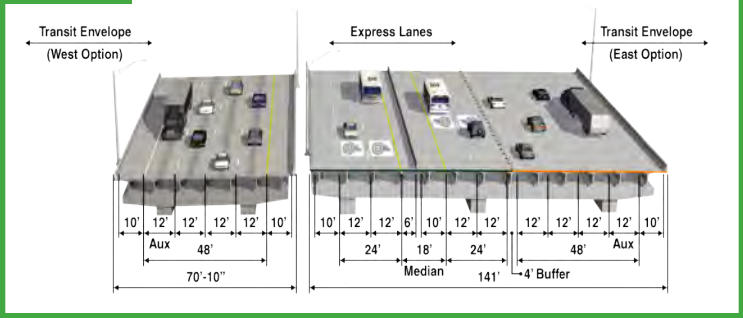 Transit Envelope
(West Option)
Express Lanes
Transit Envelope
(East Option)
10' 12' 12' 12' 12' 10' 10' 12' 12' 6' 10' 12' 12' 12' 12' 12' 12' 10'
Aux Aux
48' 24' 18' 24' 48'
Median
70'-10" 141' 4' Buffer